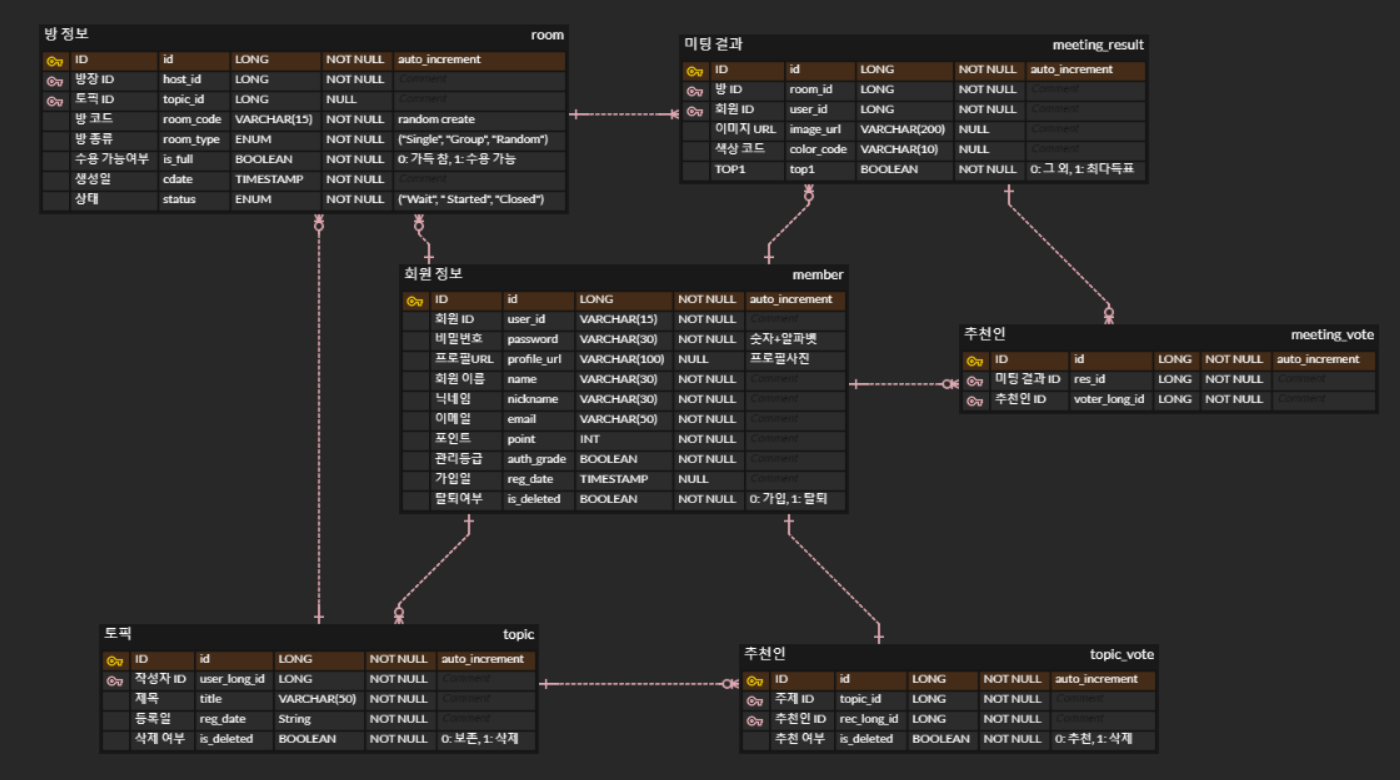 방 정보 room
ID id LONG NOT NULL auto_increment
방장 ID host_id LONG NOT NULL Comment
토픽 ID topic_id LONG NULL Comment
방 코드 room_code VARCHAR(15) NOT NULL random create
방 종류 room_type ENUM NOT NULL ("Single", "Group", "Random")
수용 가능여부 is_full BOOLEAN NOT NULL 0: 가득 참, 1: 수용 가능
생성일 cdate TIMESTAMP NOT NULL Comment
상태 status ENUM NOT NULL ("Wait", " Started", "Closed")
미팅 결과 meeting_result
ID id LONG NOT NULL auto_increment
방 ID room_id LONG NOT NULL Comment
회원 ID user_id LONG NOT NULL Comment
이미지 URL image_url VARCHAR(200) NULL Comment
색상 코드 color_code VARCHAR(10) NULL Comment
TOP1 top1 BOOLEAN NOT NULL 0: 그 외, 1: 최다득표
회원 정보 member
ID id LONG NOT NULL auto_increment
회원 ID user_id VARCHAR(15) NOT NULL Comment
비밀번호 password VARCHAR(30) NOT NULL 숫자+알파벳
프로필URL profile_url VARCHAR(100) NULL 프로필사진
회원 이름 name VARCHAR(30) NOT NULL Comment
닉네임 nickname VARCHAR(30) NOT NULL Comment
이메일 email VARCHAR(50) NOT NULL Comment
포인트 point INT NOT NULL Comment
관리등급 auth_grade BOOLEAN NOT NULL Comment
가입일 reg_date TIMESTAMP NULL Comment
탈퇴여부 is_deleted BOOLEAN NOT NULL 0: 가입, 1: 탈퇴
추천인 meeting_vote
ID id LONG NOT NULL auto_increment
미팅 결과 ID res_id LONG NOT NULL Comment
추천인 ID voter_long_id LONG NOT NULL Comment
토픽 topic
ID id LONG NOT NULL auto_increment
작성자 ID user_long_id LONG NOT NULL Comment
제목 title VARCHAR(50) NOT NULL Comment
등록일 reg_date String NOT NULL Comment
삭제 여부 is_deleted BOOLEAN NOT NULL 0: 보존, 1: 삭제
추천인 topic_vote
ID id LONG NOT NULL auto_increment
주제 ID topic_id LONG NOT NULL Comment
추천인 ID rec_long_id LONG NOT NULL Comment
추천 여부 is_deleted BOOLEAN NOT NULL 0: 추천, 1: 삭제